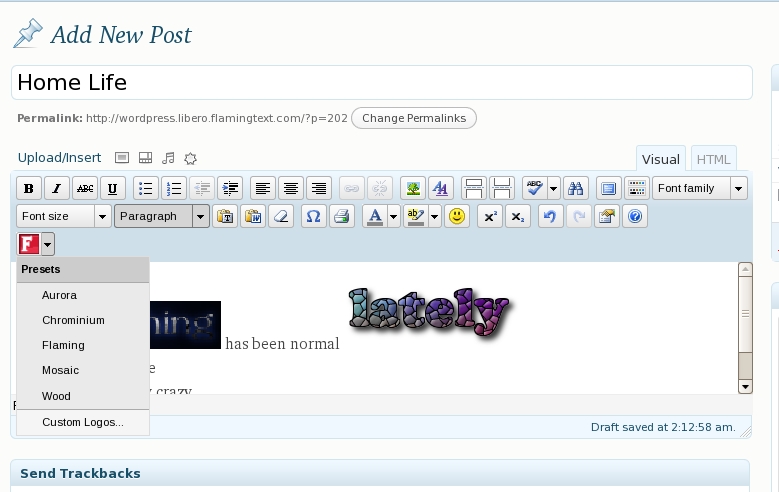 Add New Post
Home Life
Permalink: http://wordpress.libero.flamingtext.com/?p=202 Change Permalinks
Upload/Insert Visual HTML
B I ABC U ABC Font family
Font size Paragraph A ab
F
Presets
Aurora
Chrominium
Flaming
Mosaic
Wood
Custom Logos...
ning has been normal lately
e
crazy
Draft saved at 2:12:58 am.
Send Trackbacks